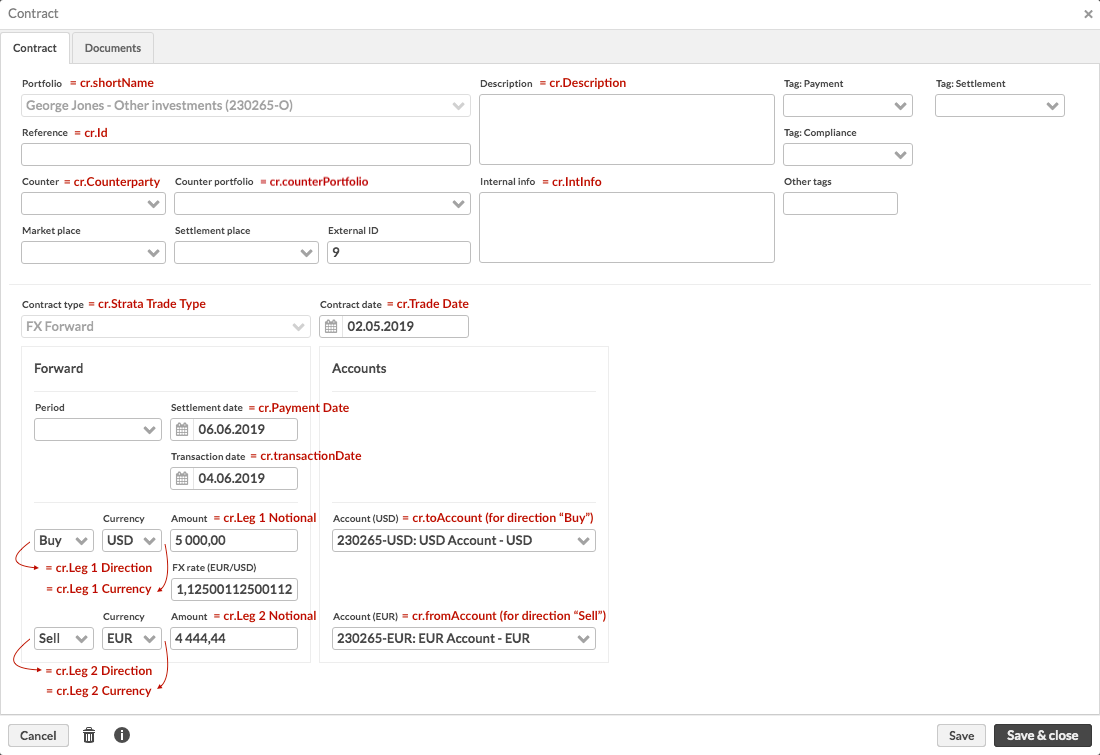 Contract ×
Contract Documents
Portfolio = cr.shortName Description = cr.Description Tag: Payment Tag: Settlement
George Jones - Other investments (230265-O)
Reference = cr.Id Tag: Compliance
Counter = cr.Counterparty Counter portfolio = cr.counterPortfolio Internal info = cr.IntInfo Other tags
Market place Settlement place External ID
9
Contract type = cr.Strata Trade Type Contract date = cr.Trade Date
FX Forward 02.05.2019
Forward Accounts
Period Settlement date = cr.Payment Date
06.06.2019
Transaction date = cr.transactionDate
04.06.2019
Currency Amount = cr.Leg 1 Notional Account (USD) = cr.toAccount (for direction “Buy”)
Buy USD 5 000,00 230265-USD: USD Account - USD
= cr.Leg 1 Direction FX rate (EUR/USD)
= cr.Leg 1 Currency 1,12500112500112
Currency Amount = cr.Leg 2 Notional Account (EUR) = cr.fromAccount (for direction “Sell”)
Sell EUR 4 444,44 230265-EUR: EUR Account - EUR
= cr.Leg 2 Direction
= cr.Leg 2 Currency
Cancel Save Save & close